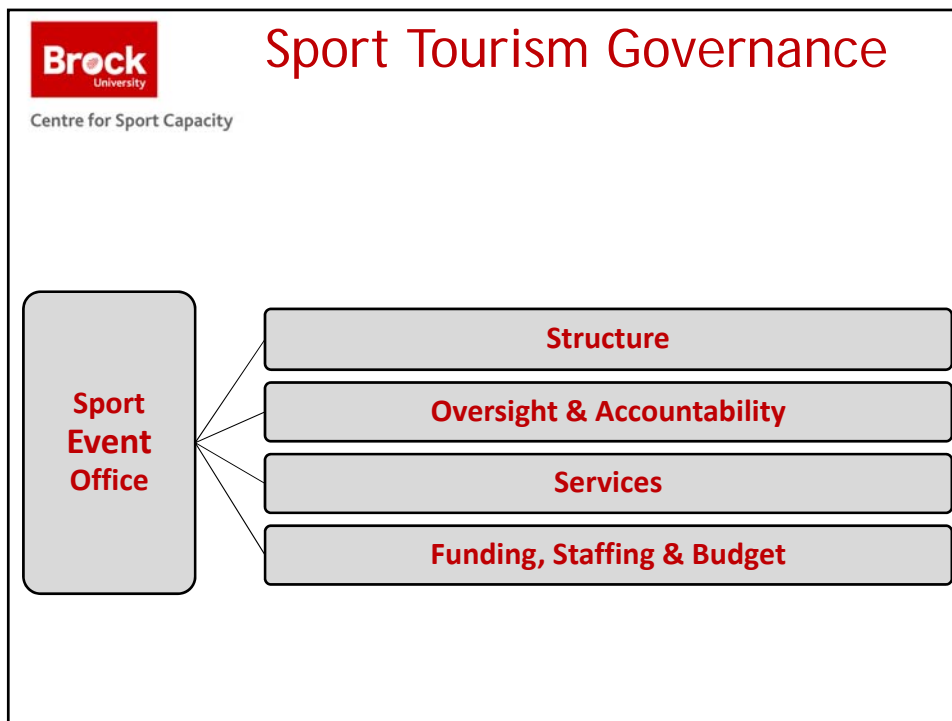 Brock
University
Centre for Sport Capacity
Sport Tourism Governance
Sport
Event
Office
Structure
Oversight & Accountability
Services
Funding, Staffing & Budget